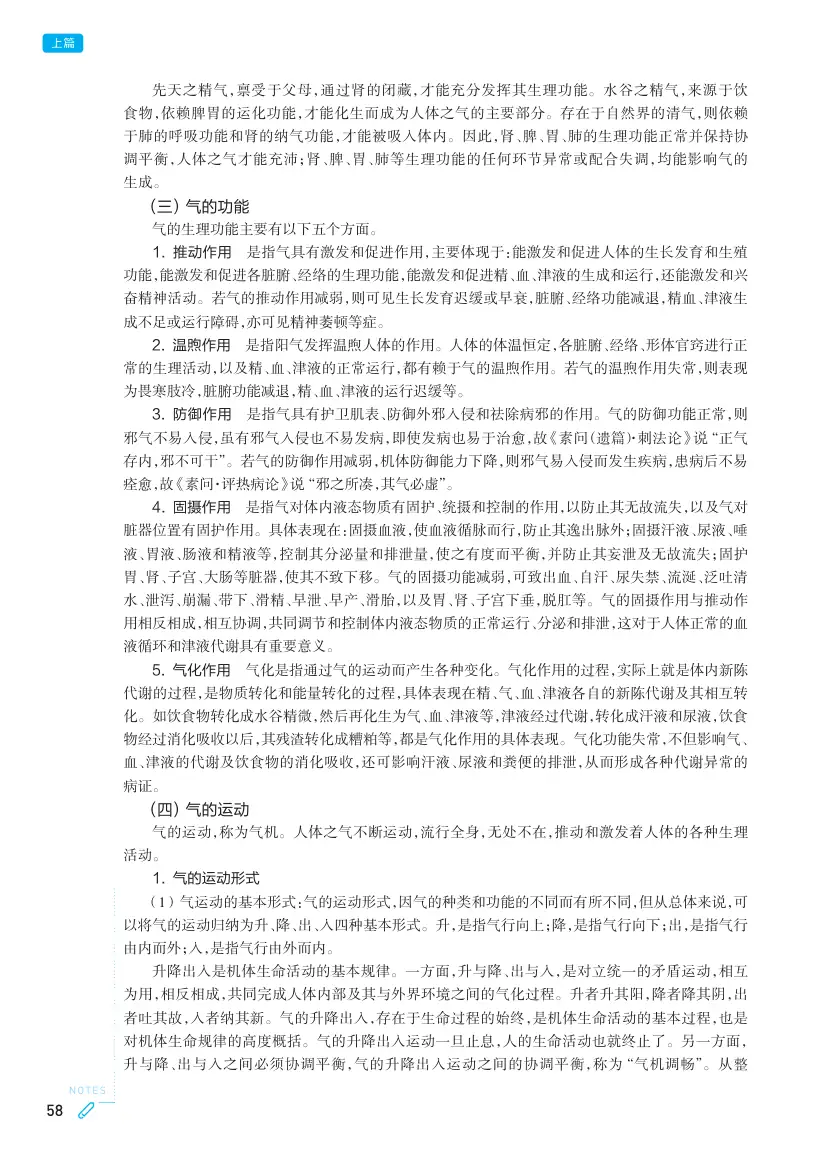 上篇
先天之精气，禀受于父母，通过肾的闭藏，才能充分发挥其生理功能。水谷之精气，来源于饮
食物，依赖脾胃的运化功能，才能化生而成为人体之气的主要部分。存在于自然界的清气，则依赖
于肺的呼吸功能和肾的纳气功能，才能被吸入体内。因此，肾、脾、胃、肺的生理功能正常并保持协
调平衡，人体之气才能充沛；肾、脾、胃、肺等生理功能的任何环节异常或配合失调，均能影响气的
生成。
（三）气的功能
气的生理功能主要有以下五个方面。
1. 推动作用 是指气具有激发和促进作用，主要体现于：能激发和促进人体的生长发育和生殖
功能，能激发和促进各脏腑、经络的生理功能，能激发和促进精、血、津液的生成和运行，还能激发和兴
奋精神活动。若气的推动作用减弱，则可见生长发育迟缓或早衰，脏腑、经络功能减退，精血、津液生
成不足或运行障碍，亦可见精神萎顿等症。
2. 温煦作用 是指阳气发挥温煦人体的作用。人体的体温恒定，各脏腑、经络、形体官窍进行正
常的生理活动，以及精、血、津液的正常运行，都有赖于气的温煦作用。若气的温煦作用失常，则表现
为畏寒肢冷，脏腑功能减退，精、血、津液的运行迟缓等。
3. 防御作用 是指气具有护卫肌表、防御外邪入侵和祛除病邪的作用。气的防御功能正常，则
邪气不易入侵，虽有邪气入侵也不易发病，即使发病也易于治愈，故《素问（遗篇）·刺法论》说“正气
存内，邪不可干”。若气的防御作用减弱，机体防御能力下降，则邪气易入侵而发生疾病，患病后不易
痊愈，故《素问·评热病论》说“邪之所凑，其气必虚”。
4. 固摄作用 是指气对体内液态物质有固护、统摄和控制的作用，以防止其无故流失，以及气对
脏器位置有固护作用。具体表现在：固摄血液，使血液循脉而行，防止其逸出脉外；固摄汗液、尿液、唾
液、胃液、肠液和精液等，控制其分泌量和排泄量，使之有度而平衡，并防止其妄泄及无故流失；固护
胃、肾、子宫、大肠等脏器，使其不致下移。气的固摄功能减弱，可致出血、自汗、尿失禁、流涎、泛吐清
水、泄泻、崩漏、带下、滑精、早泄、早产、滑胎，以及胃、肾、子宫下垂，脱肛等。气的固摄作用与推动作
用相反相成，相互协调，共同调节和控制体内液态物质的正常运行、分泌和排泄，这对于人体正常的血
液循环和津液代谢具有重要意义。
5. 气化作用 气化是指通过气的运动而产生各种变化。气化作用的过程，实际上就是体内新陈
代谢的过程，是物质转化和能量转化的过程，具体表现在精、气、血、津液各自的新陈代谢及其相互转
化。如饮食物转化成水谷精微，然后再化生为气、血、津液等，津液经过代谢，转化成汗液和尿液，饮食
物经过消化吸收以后，其残渣转化成糟粕等，都是气化作用的具体表现。气化功能失常，不但影响气、
血、津液的代谢及饮食物的消化吸收，还可影响汗液、尿液和粪便的排泄，从而形成各种代谢异常的
病证。
（四）气的运动
气的运动，称为气机。人体之气不断运动，流行全身，无处不在，推动和激发着人体的各种生理
活动。
1. 气的运动形式
（1）气运动的基本形式：气的运动形式，因气的种类和功能的不同而有所不同，但从总体来说，可
以将气的运动归纳为升、降、出、入四种基本形式。升，是指气行向上；降，是指气行向下；出，是指气行
由内而外；入，是指气行由外而内。
升降出入是机体生命活动的基本规律。一方面，升与降、出与入，是对立统一的矛盾运动，相互
为用，相反相成，共同完成人体内部及其与外界环境之间的气化过程。升者升其阳，降者降其阴，出
者吐其故，入者纳其新。气的升降出入，存在于生命过程的始终，是机体生命活动的基本过程，也是
对机体生命规律的高度概括。气的升降出入运动一旦止息，人的生命活动也就终止了。另一方面，
升与降、出与入之间必须协调平衡，气的升降出入运动之间的协调平衡，称为“气机调畅”。从整
NOTES
58